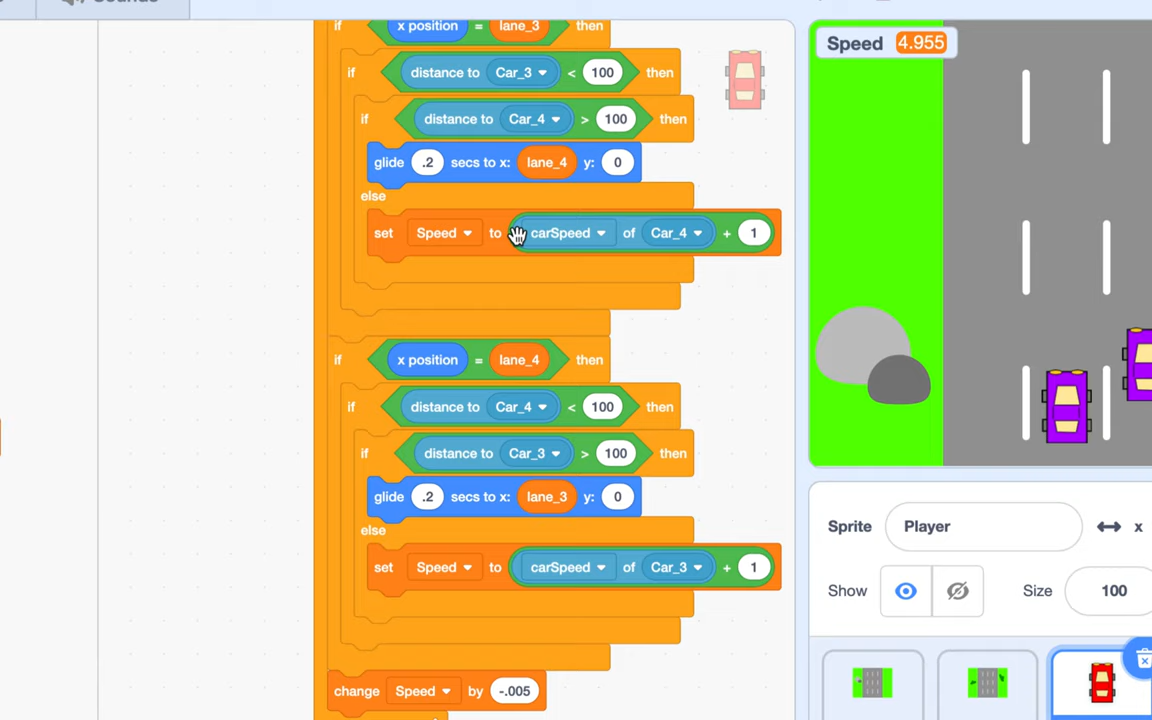 Sounds
if x position = lane_3 then
if distance to Car_3 < 100 then
if distance to Car_4 > 100 then
glide .2 secs to x: lane_4 y: 0
else
set Speed to carSpeed of Car_4 + 1
if x position = lane_4 then
if distance to Car_4 < 100 then
if distance to Car_3 > 100 then
glide .2 secs to x: lane_3 y: 0
else
set Speed to carSpeed of Car_3 + 1
change Speed by -.005
Speed 4.955
Sprite Player x
Show Size 100